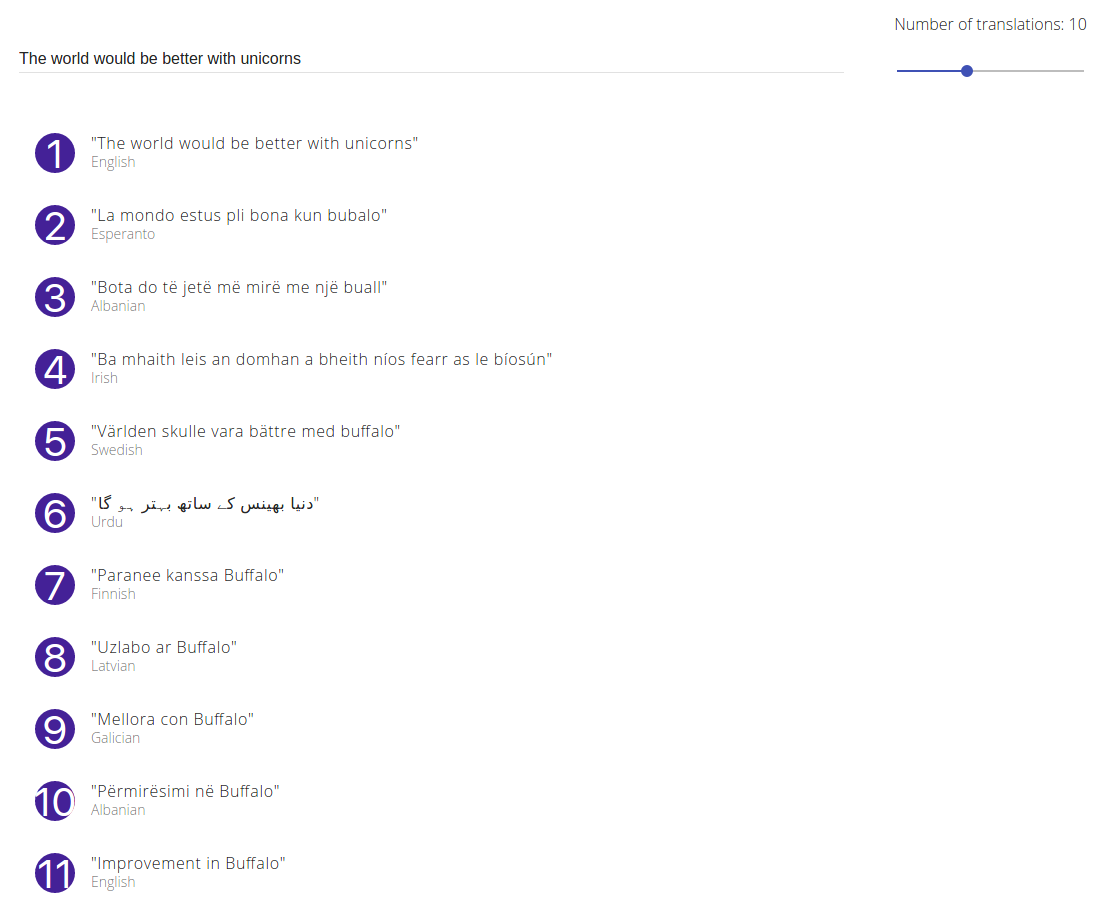 Number of translations: 10
The world would be better with unicorns
1
"The world would be better with unicorns"
English
2
"La mondo estus pli bona kun bubalo"
Esperanto
3
"Bota do të jetë më mirë me një buall"
Albanian
4
"Ba mhaith leis an domhan a bheith níos fearr as le bíosún"
Irish
5
"Världen skulle vara bättre med buffalo"
Swedish
6
"دنیا بھینس کے ساتھ بہتر ہو گا"
Urdu
7
"Paranee kanssa Buffalo"
Finnish
8
"Uzlabo ar Buffalo"
Latvian
9
"Mellora con Buffalo"
Galician
10
"Përmirësimi në Buffalo"
Albanian
11
"Improvement in Buffalo"
English